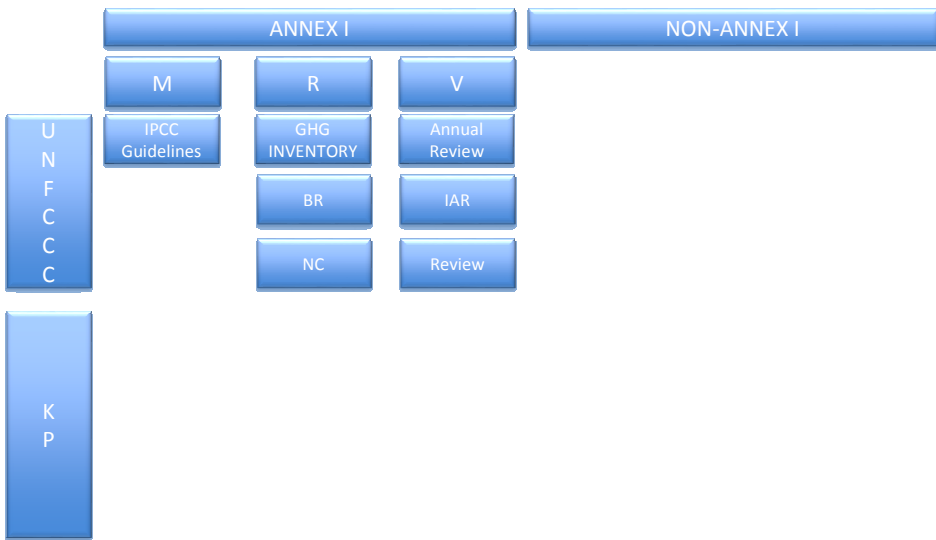 ANNEX I
NON-ANNEX I
M
R
V
U
N
F
C
C
C
IPCC
Guidelines
GHG
INVENTORY
Annual
Review
BR
IAR
NC
Review
K
P